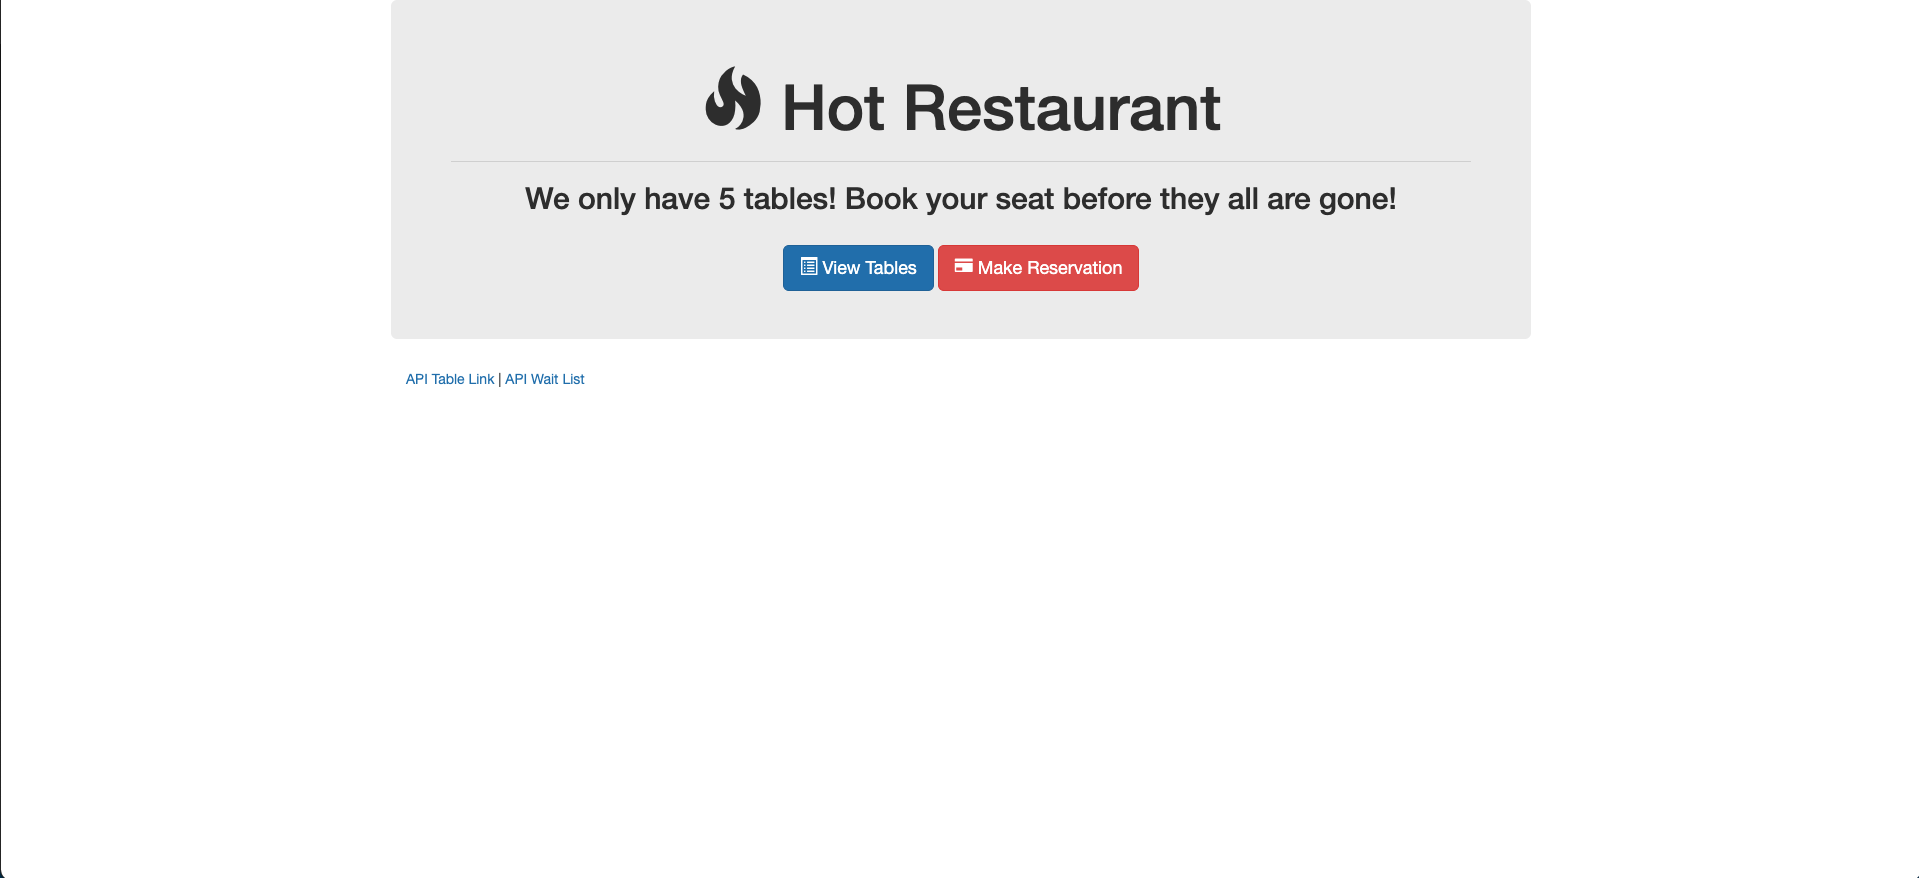 Hot Restaurant
We only have 5 tables! Book your seat before they all are gone!
View Tables Make Reservation
API Table Link | API Wait List